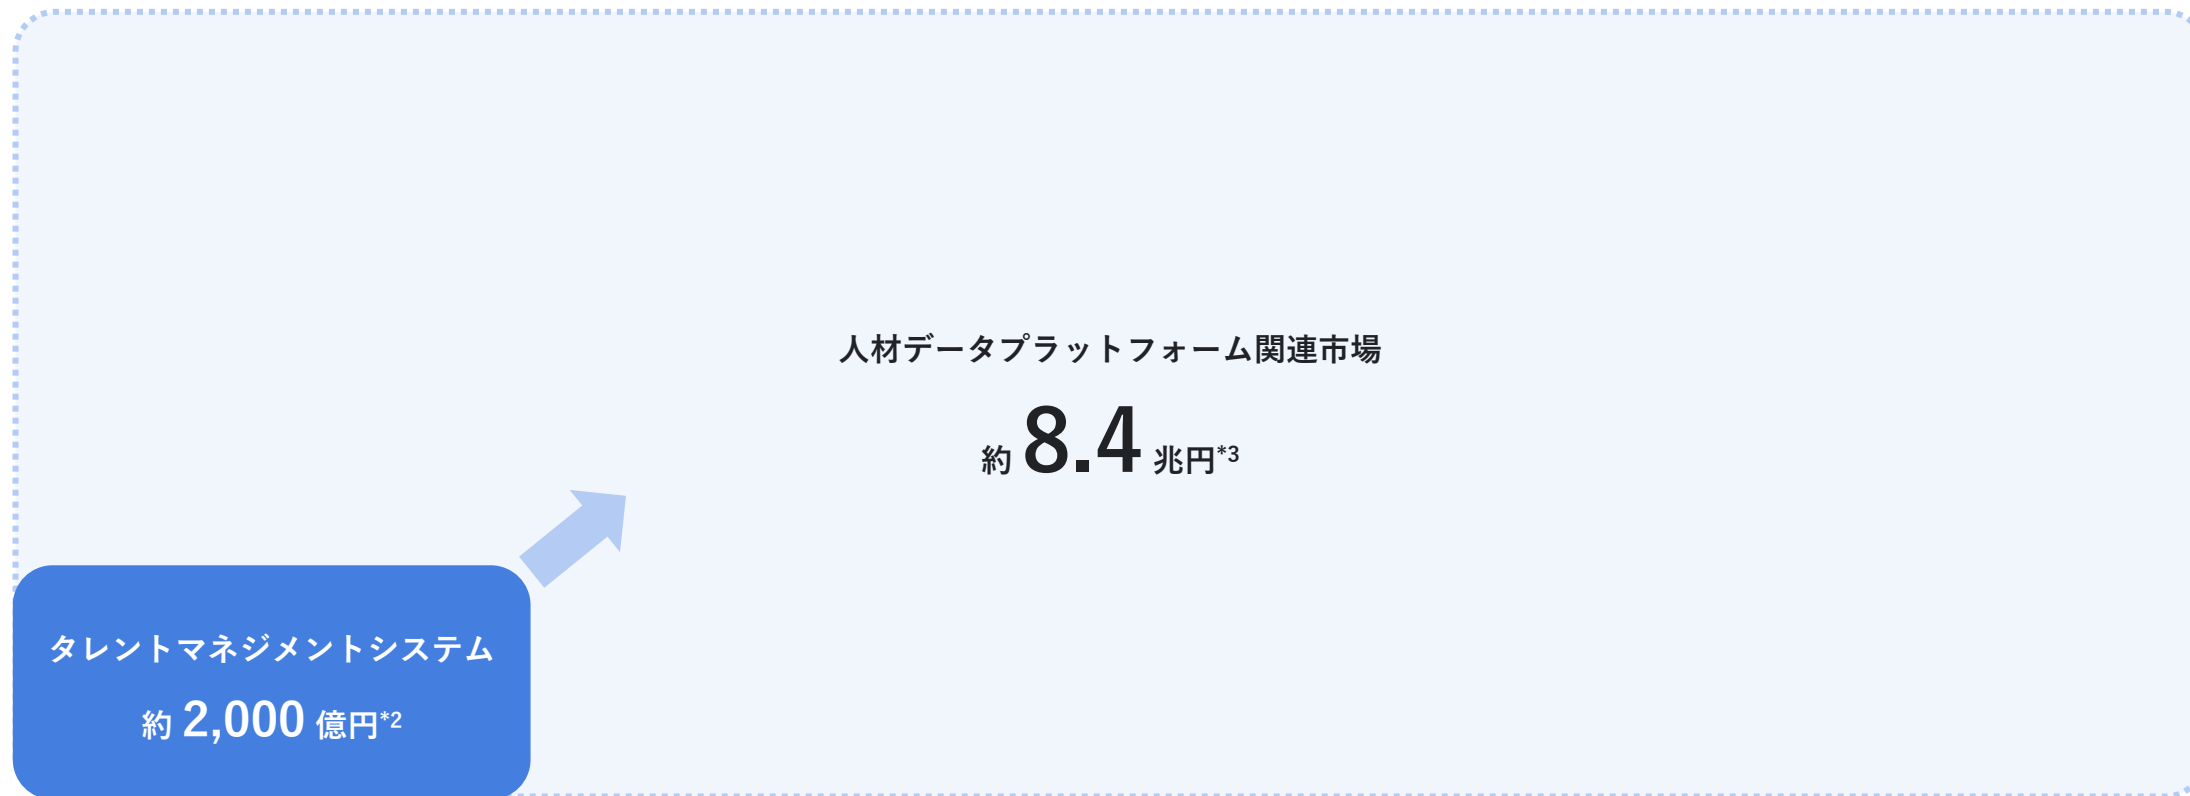 人材データプラットフォーム関連市場
約 8.4 兆円*3
タレントマネジメントシステム
約 2,000 億円*2